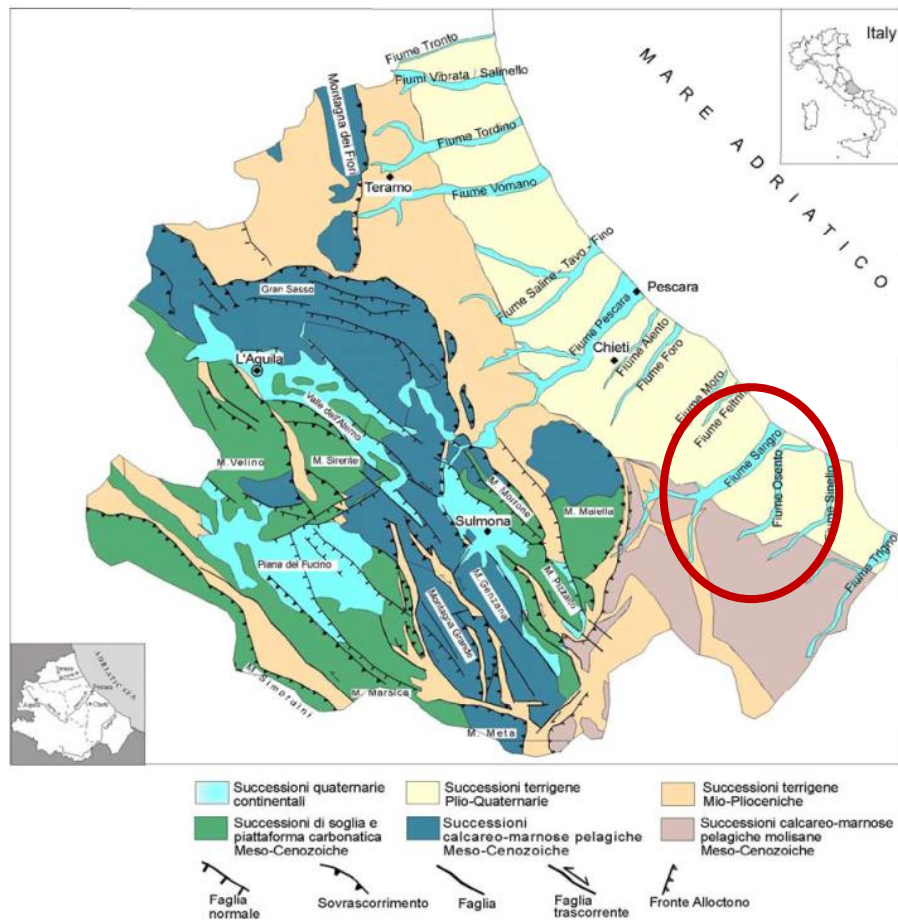 Italy
MARE ADRIATICO
Fiume Tronto
Fiumi Vibrata / Salinello
Montagna dei Fiori
Fiume Tordino
Teramo
Fiume Vomano
Fiume Saline - Tavo - Fino
Gran Sasso
Pescara
Fiume Pescara
Fiume Alento
Chieti
Fiume Foro
L'Aquila
Valle dell'Aterno
Fiume Moro
Fiume Feltrino
Fiume Sangro
M. Velino
M. Sirente
M. Morrone
M. Maiella
Fiume Osento
Fiume Sinello
Sulmona
Piana del Fucino
M. Genzana
M. Pizzalto
Montagna Grande
Fiume Trigno
M. Simbruini
M. Marsica
M. Meta
ADRIATIC SEA
Successioni quaternarie
continentali
Successioni terrigene
Plio-Quaternarie
Successioni terrigene
Mio-Plioceniche
Successioni di soglia e
piattaforma carbonatica
Meso-Cenozoiche
Successioni
calcareo-marnose pelagiche
Meso-Cenozoiche
Successioni calcareo-marnose
pelagiche molisane
Meso-Cenozoiche
Faglia
normale
Sovrascorrimento
Faglia
Faglia
trascorrente
Fronte Alloctono